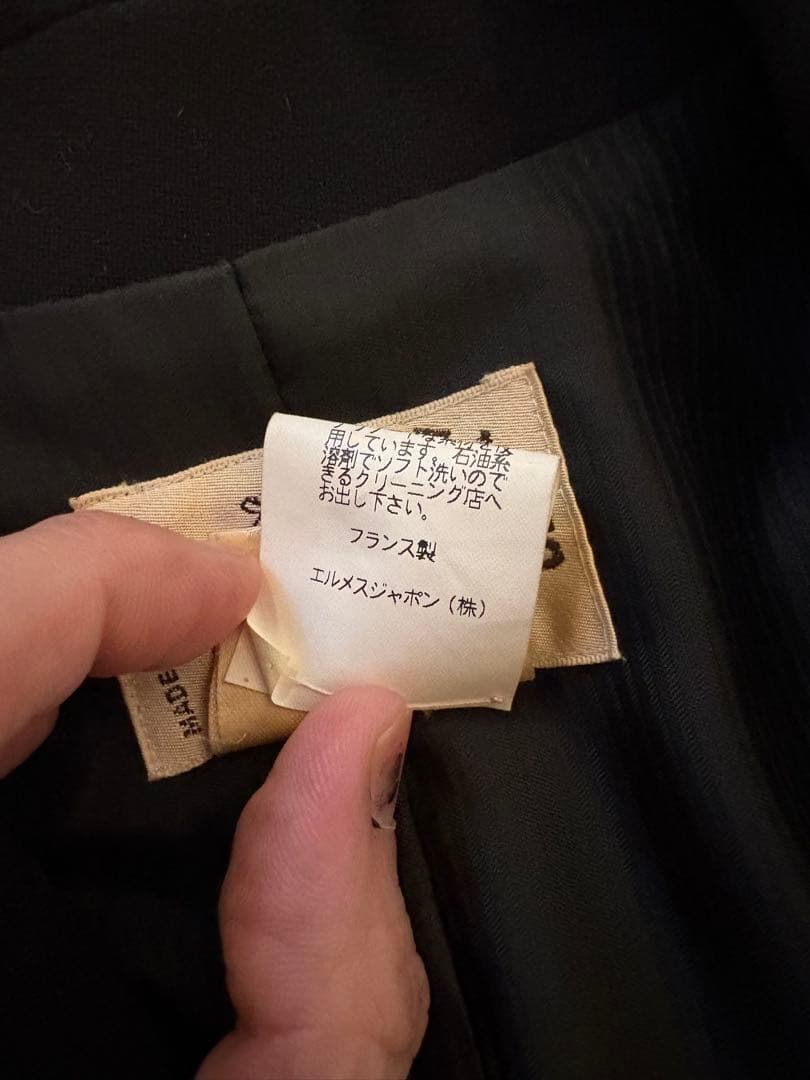 用しています。石油系
溶剤でソフト洗いので
きるクリーニング店へ
お出し下さい。
フランス製
エルメスジャポン（株）
MADE